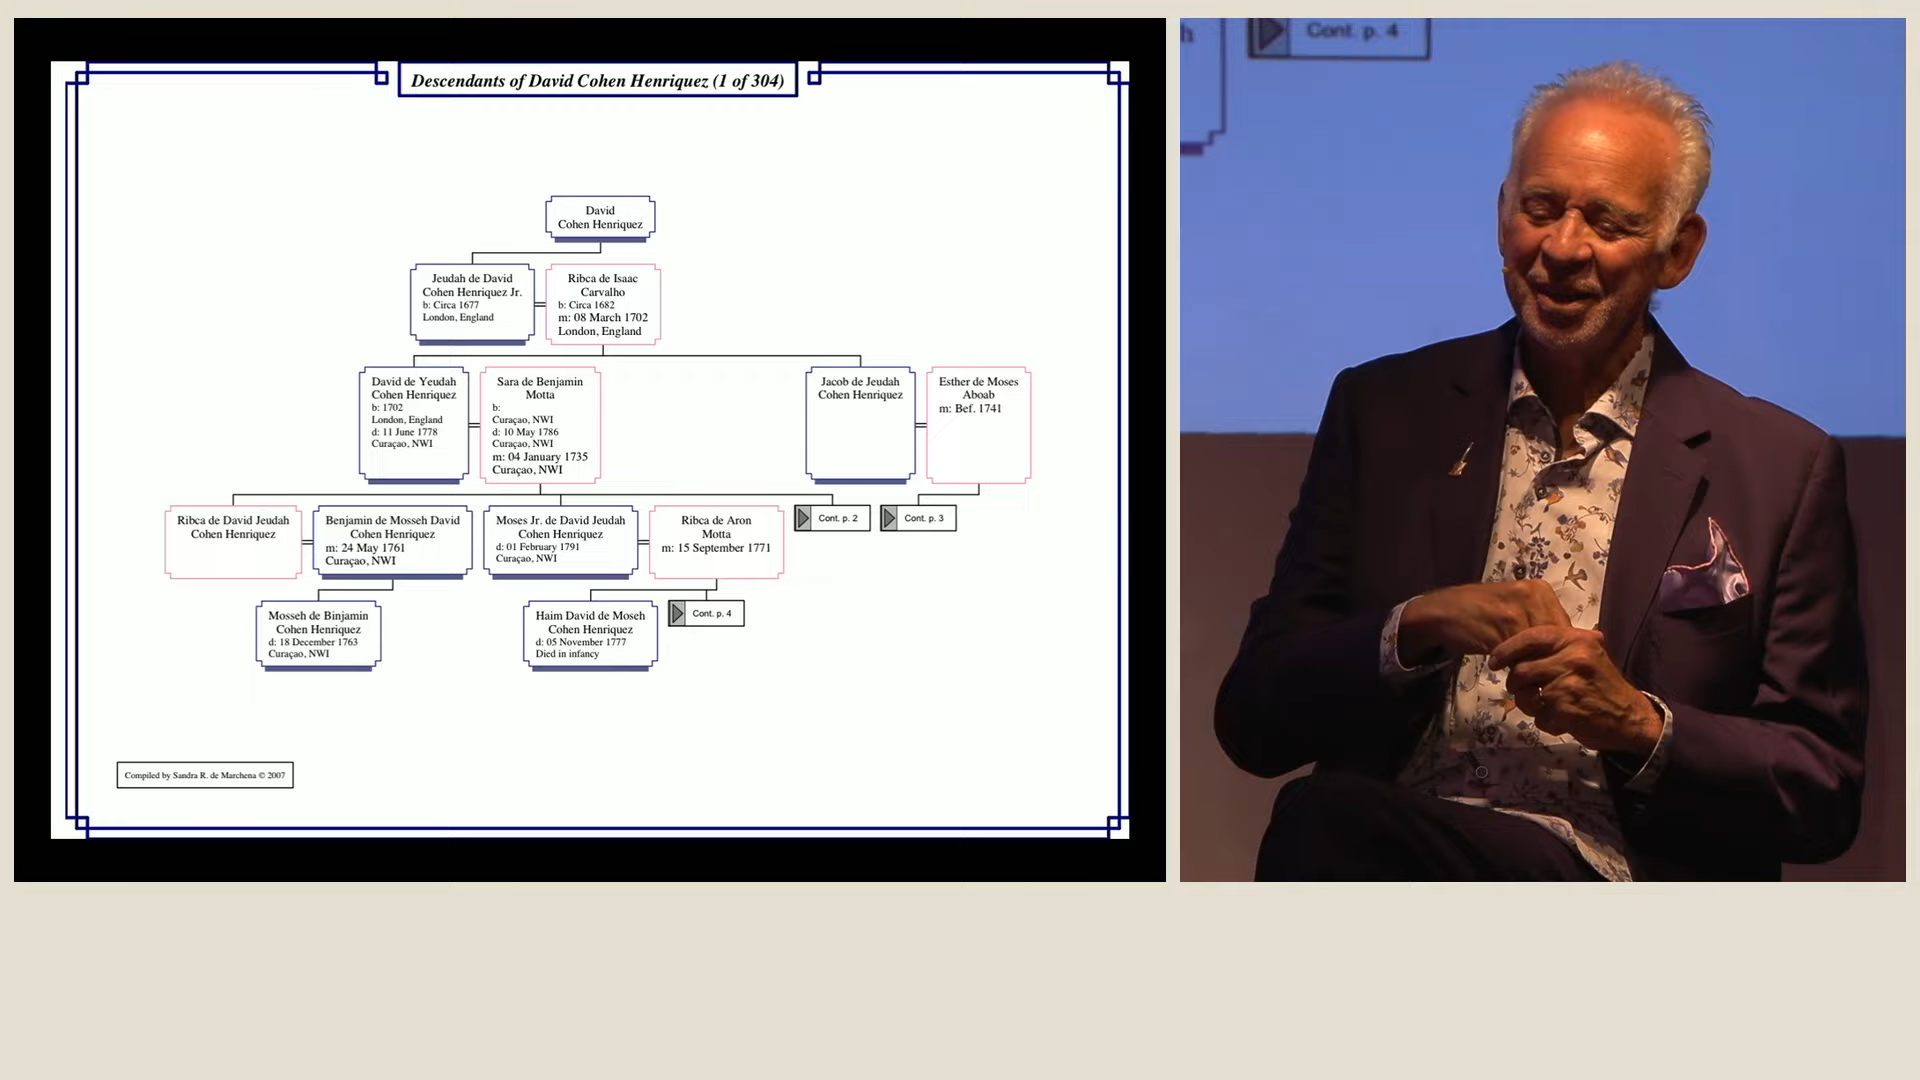 Descendants of David Cohen Henriquez (1 of 304)
David
Cohen Henriquez
Jeudah de David
Cohen Henriquez Jr.
b: Circa 1677
London, England
Ribca de Isaac
Carvalho
b: Circa 1682
m: 08 March 1702
London, England
David de Yeudah
Cohen Henriquez
b: 1702
London, England
d: 11 June 1778
Curaçao, NWI
Sara de Benjamin
Motta
b:
Curaçao, NWI
d: 10 May 1786
Curaçao, NWI
m: 04 January 1735
Curaçao, NWI
Jacob de Jeudah
Cohen Henriquez
Esther de Moses
Aboab
m: Bef. 1741
Ribca de David Jeudah
Cohen Henriquez
Benjamin de Mosseh David
Cohen Henriquez
m: 24 May 1761
Curaçao, NWI
Moses Jr. de David Jeudah
Cohen Henriquez
d: 01 February 1791
Curaçao, NWI
Ribca de Aron
Motta
m: 15 September 1771
Cont. p. 2
Cont. p. 3
Mosseh de Binjamin
Cohen Henriquez
d: 18 December 1763
Curaçao, NWI
Haim David de Moseh
Cohen Henriquez
d: 05 November 1777
Died in infancy
Cont. p. 4
Compiled by Sandra R. de Marchena © 2007
h
Cont. p. 4